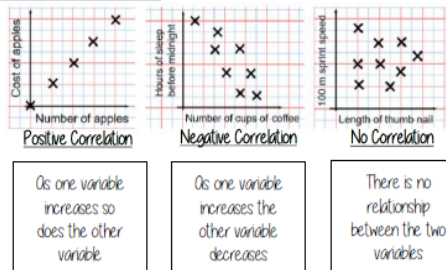 Cost of apples
Number of apples
Positive Correlation
As one variable
increases so
does the other
variable
Hours of sleep
before midnight
Number of cups of coffee
Negative Correlation
As one variable
increases the
other variable
decreases
100 m sprint speed
Length of thumb nail
No Correlation
There is no
relationship
between the two
variables